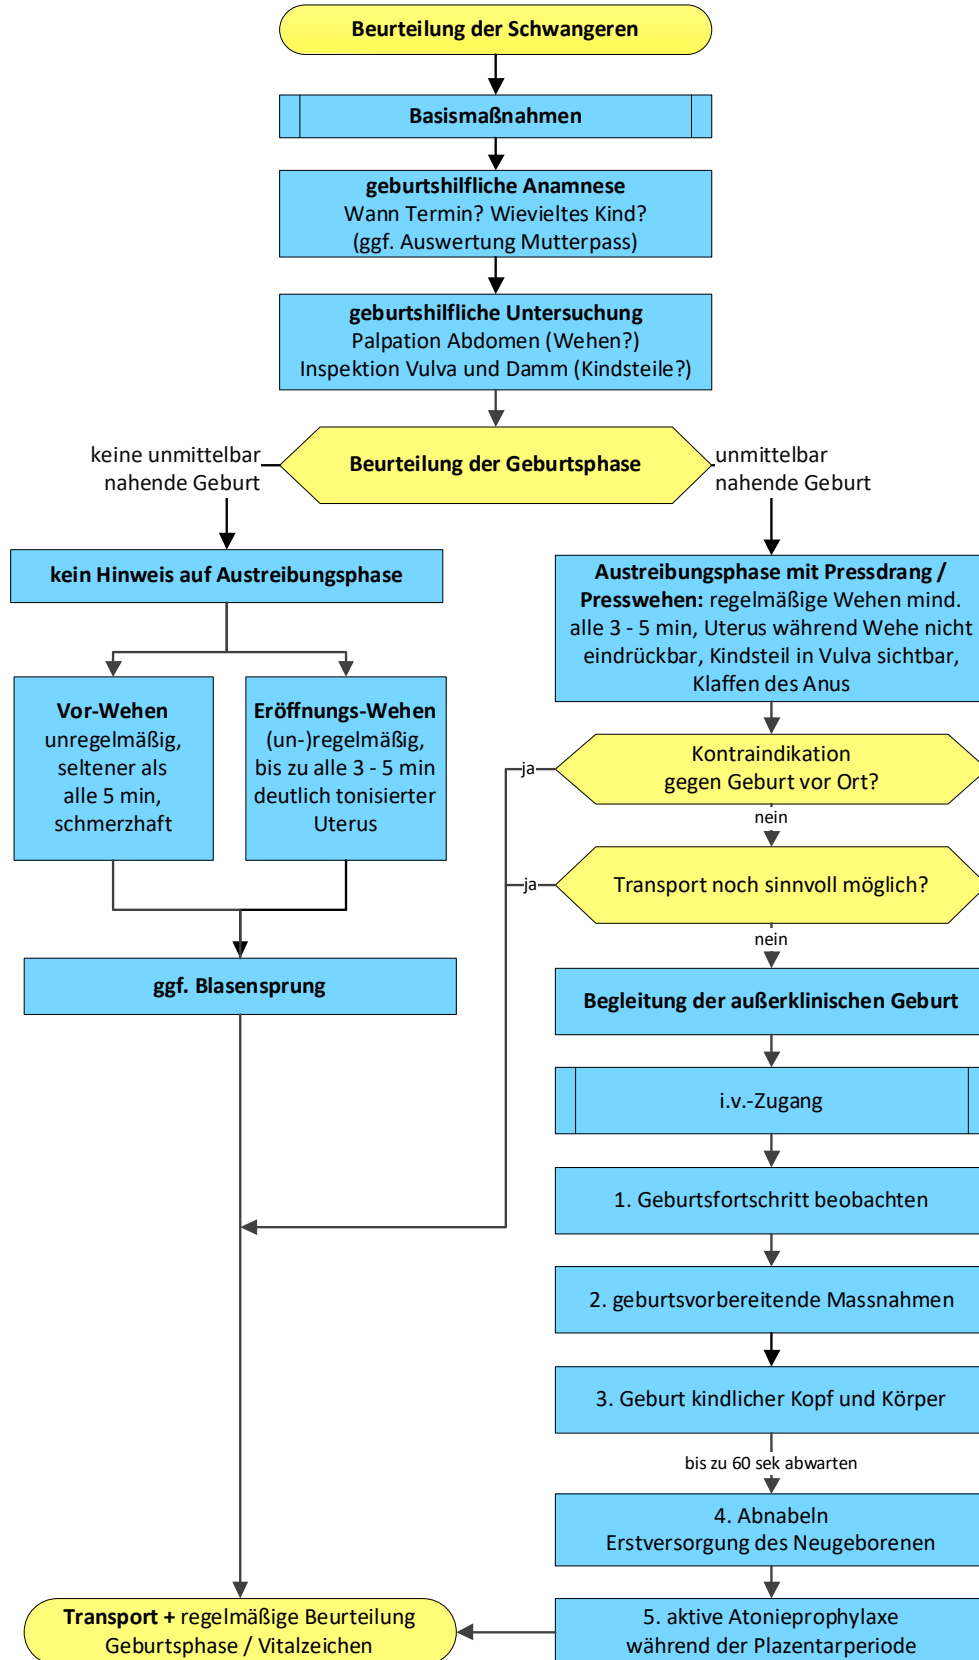 Beurteilung der Schwangeren
Basismaßnahmen
geburtshilfliche Anamnese
Wann Termin? Wievieltes Kind?
(ggf. Auswertung Mutterpass)
geburtshilfliche Untersuchung
Palpation Abdomen (Wehen?)
Inspektion Vulva und Damm (Kindsteile?)
Beurteilung der Geburtsphase
keine unmittelbar
nahende Geburt
unmittelbar
nahende Geburt
kein Hinweis auf Austreibungsphase
Vor-Wehen
unregelmäßig,
seltener als
alle 5 min,
schmerzhaft
Eröffnungs-Wehen
(un-)regelmäßig,
bis zu alle 3 - 5 min
deutlich tonisierter
Uterus
ggf. Blasensprung
Austreibungsphase mit Pressdrang /
Presswehen: regelmäßige Wehen mind.
alle 3 - 5 min, Uterus während Wehe nicht
eindrückbar, Kindsteil in Vulva sichtbar,
Klaffen des Anus
Kontraindikation
gegen Geburt vor Ort?
ja
nein
Transport noch sinnvoll möglich?
ja
nein
Begleitung der außerklinischen Geburt
i.v.-Zugang
1. Geburtsfortschritt beobachten
2. geburtsvorbereitende Massnahmen
3. Geburt kindlicher Kopf und Körper
bis zu 60 sek abwarten
4. Abnabeln
Erstversorgung des Neugeborenen
5. aktive Atonieprophylaxe
während der Plazentarperiode
Transport + regelmäßige Beurteilung
Geburtsphase / Vitalzeichen